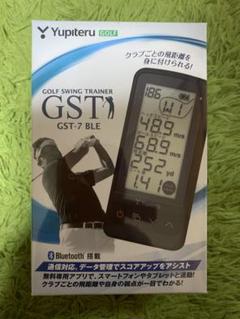 Yupiteru GOLF
クラブごとの飛距離を
身に付けられる!
GOLF SWING TRAINER
GST
GST-7 BLE
186
W1
48.9
m/s
68.9
m/s
252
yd
1.41
Bluetooth 搭載
通信対応、データ管理でスコアアップをアシスト
無料専用アプリで、スマートフォンやタブレットと連動!
クラブごとの飛距離や自身の弱点が一目でわかる!